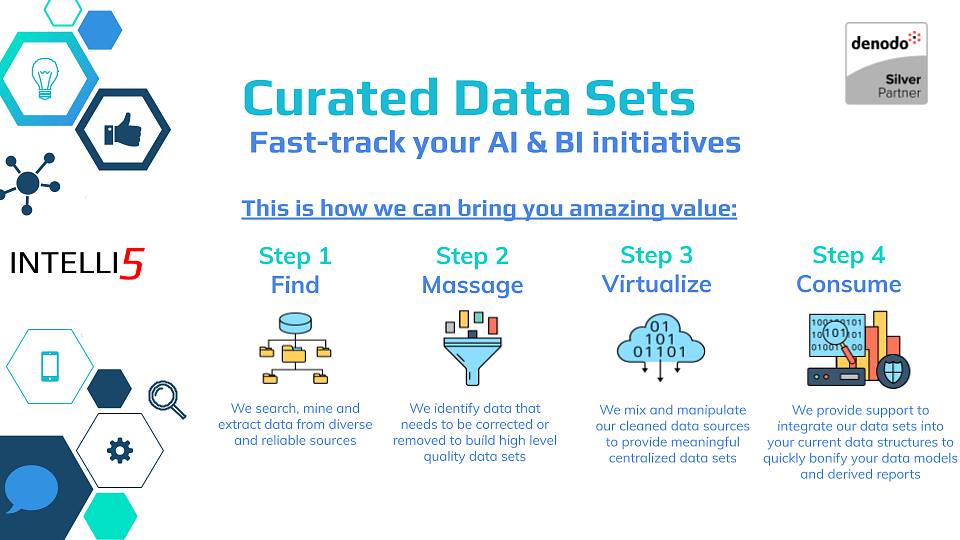 denodo
Silver
Partner
Curated Data Sets
Fast-track your AI & BI initiatives
This is how we can bring you amazing value:
INTELLI5
Step 1
Find
We search, mine and
extract data from diverse
and reliable sources
Step 2
Massage
We identify data that
needs to be corrected or
removed to build high level
quality data sets
Step 3
Virtualize
01
101
01101
We mix and manipulate
our cleaned data sources
to provide meaningful
centralized data sets
Step 4
Consume
101
We provide support to
integrate our data sets into
your current data structures to
quickly bonify your data models
and derived reports